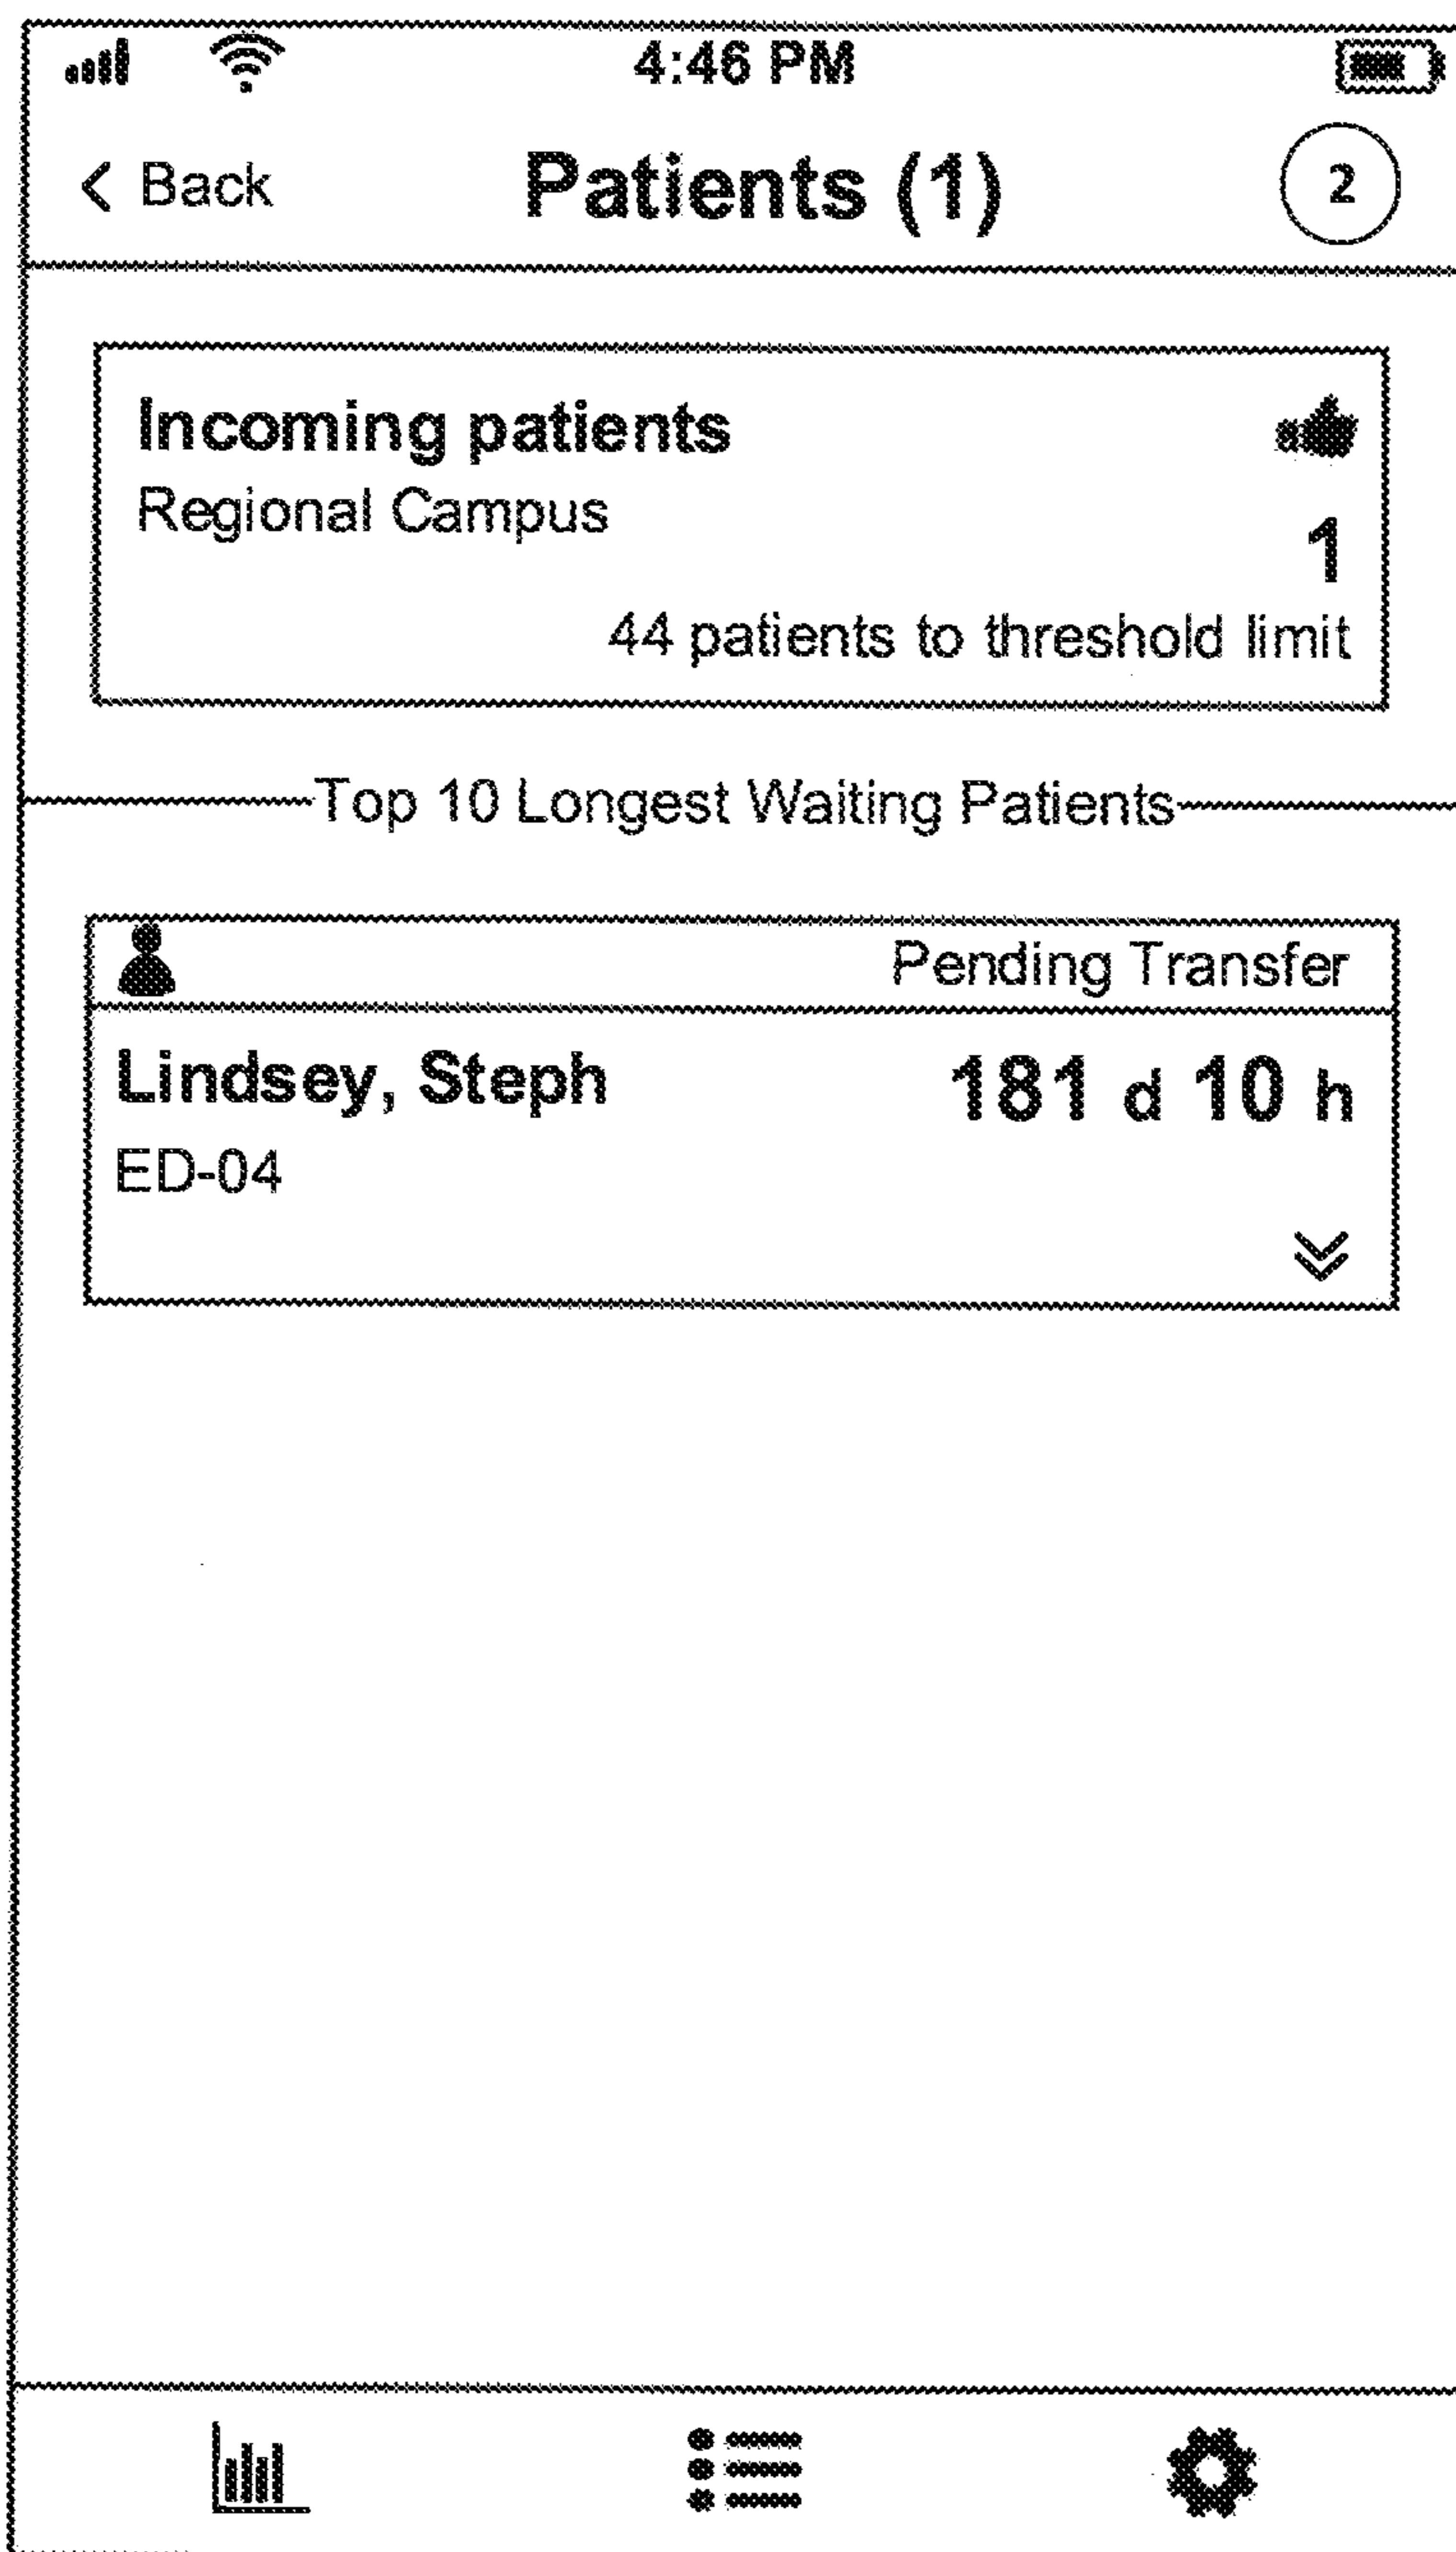 4:46 PM
< Back Patients (1) 2
Incoming patients
Regional Campus
1
44 patients to threshold limit
Top 10 Longest Waiting Patients
Pending Transfer
Lindsey, Steph 181 d 10 h
ED-04